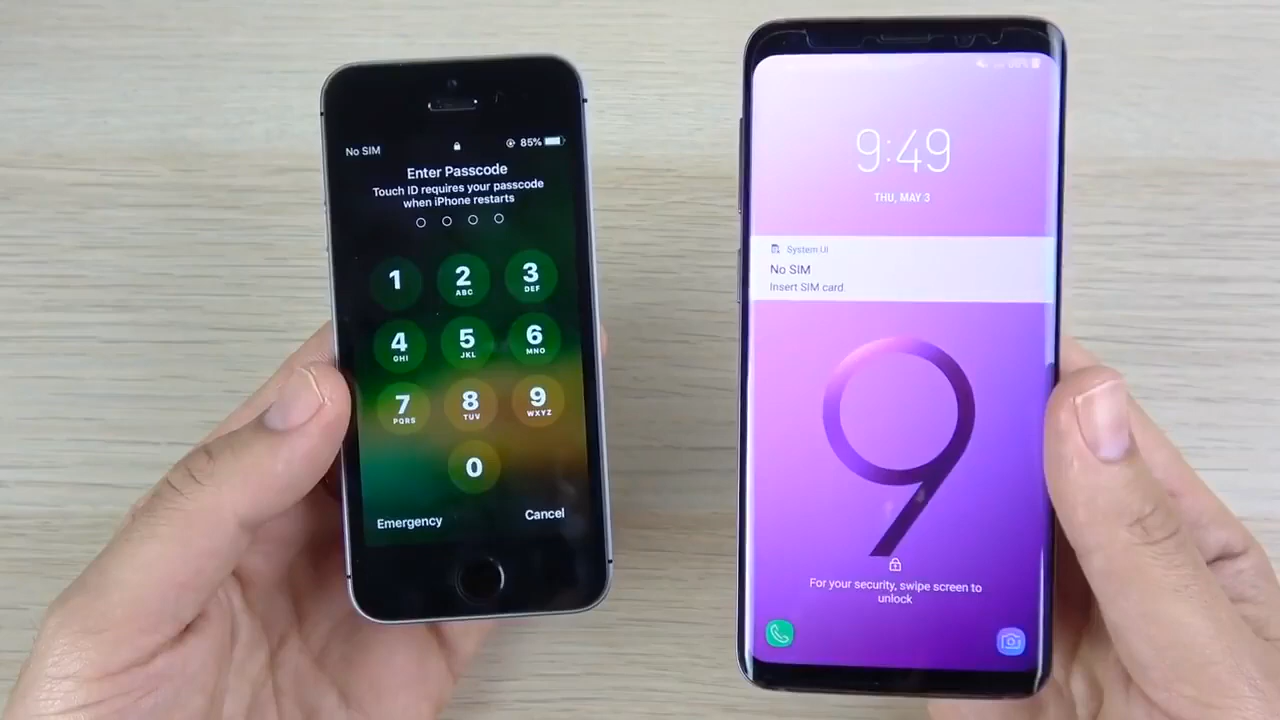 No SIM
85%
Enter Passcode
Touch ID requires your passcode
when iPhone restarts
1
2
ABC
3
DEF
4
GHI
5
JKL
6
MNO
7
PQRS
8
TUV
9
WXYZ
0
Emergency
Cancel
9:49
THU, MAY 3
System UI
No SIM
Insert SIM card.
9
For your security, swipe screen to
unlock